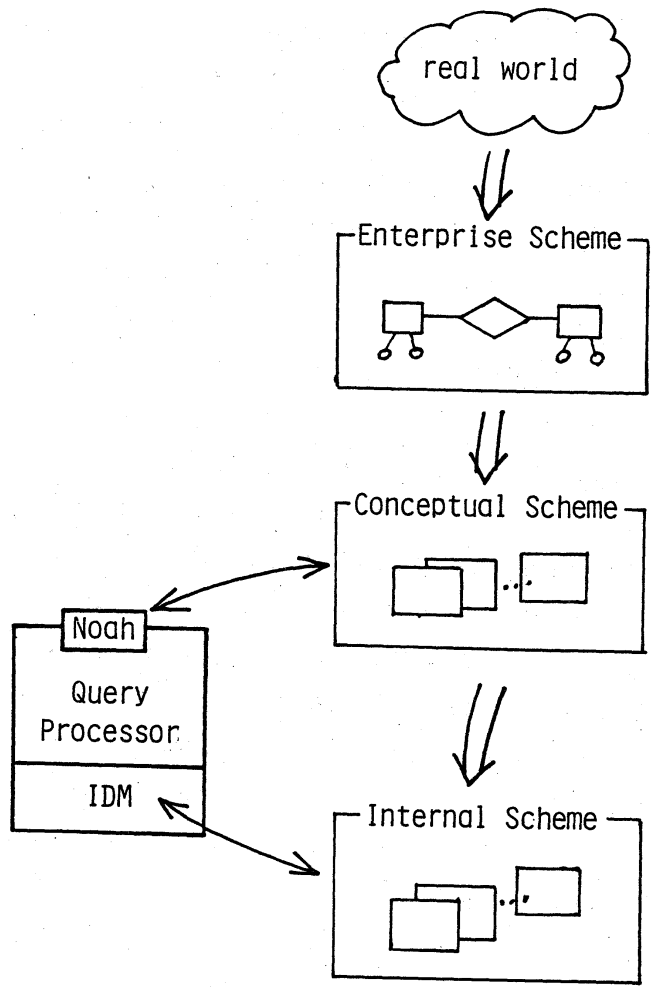 real world
Enterprise Scheme
Conceptual Scheme
Noah
Query
Processor
IDM
Internal Scheme